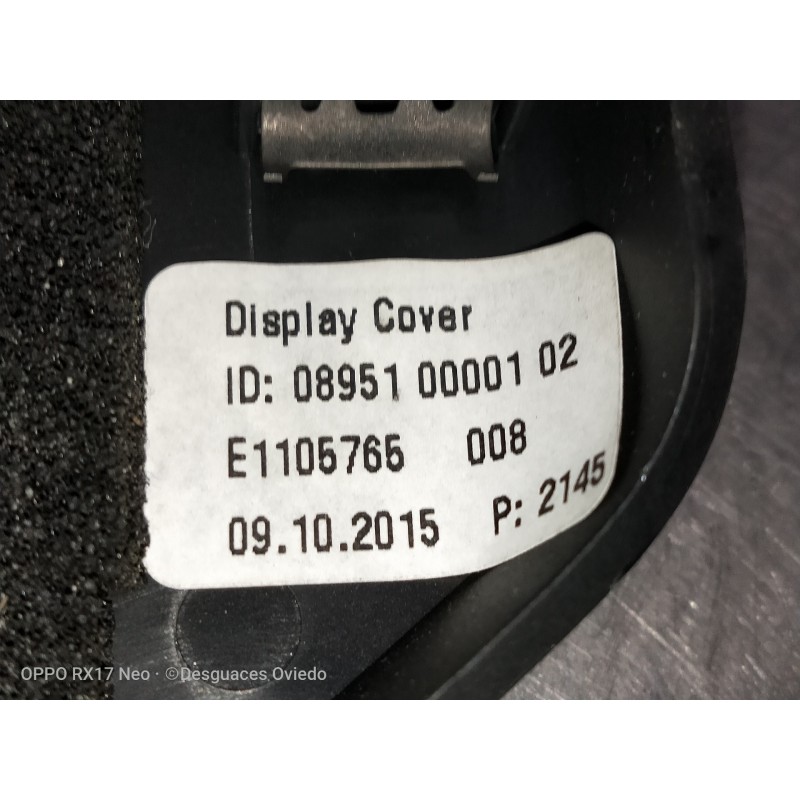 Display Cover
ID: 08951 00001 02
E1105765 008
09.10.2015 P: 2145
OPPO RX17 Neo · ©Desguaces Oviedo